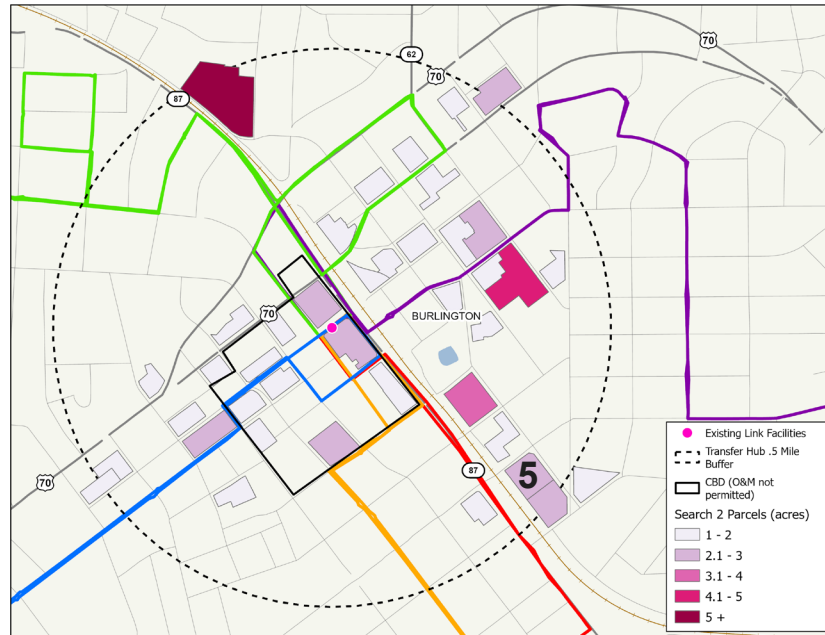 62
70
70
87
70
BURLINGTON
5
87
70
Existing Link Facilities
Transfer Hub .5 Mile
Buffer
CBD (O&M not
permitted)
Search 2 Parcels (acres)
1 - 2
2.1 - 3
3.1 - 4
4.1 - 5
5 +